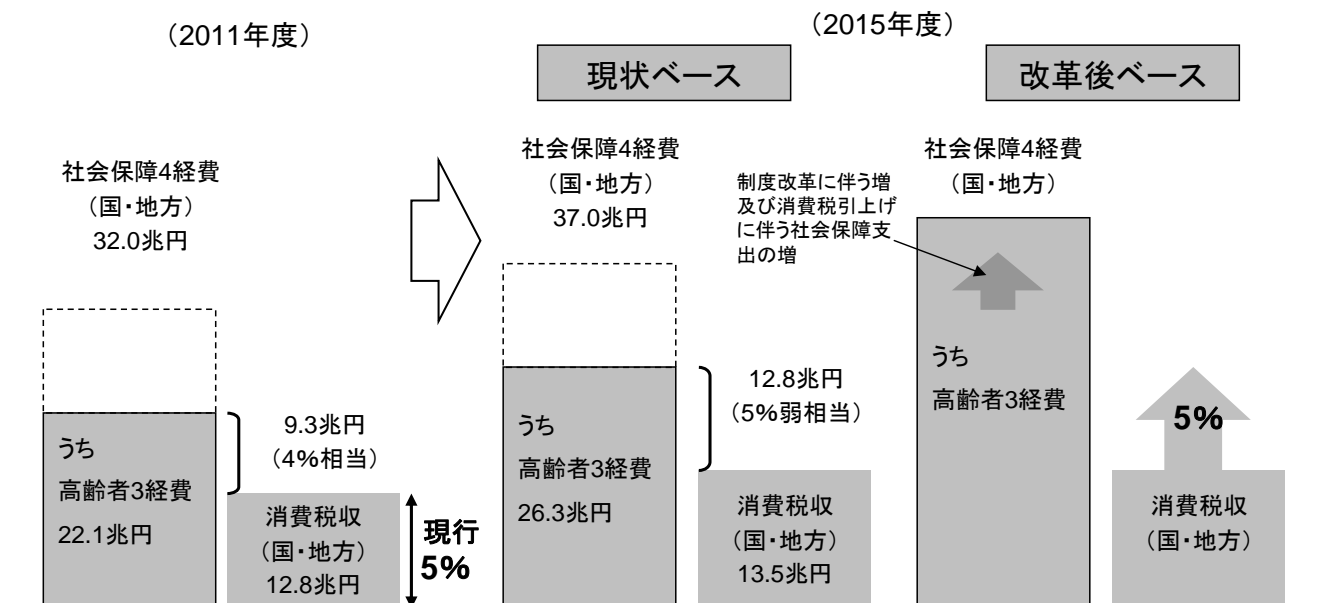 （2011年度）
（2015年度）
現状ベース
改革後ベース
社会保障4経費
（国・地方）
32.0兆円
うち
高齢者3経費
22.1兆円
9.3兆円
（4％相当）
消費税収
（国・地方）
12.8兆円
現行
5%
社会保障4経費
（国・地方）
37.0兆円
うち
高齢者3経費
26.3兆円
12.8兆円
（5％弱相当）
消費税収
（国・地方）
13.5兆円
制度改革に伴う増
及び消費税引上げ
に伴う社会保障支
出の増
社会保障4経費
（国・地方）
うち
高齢者3経費
5%
消費税収
（国・地方）